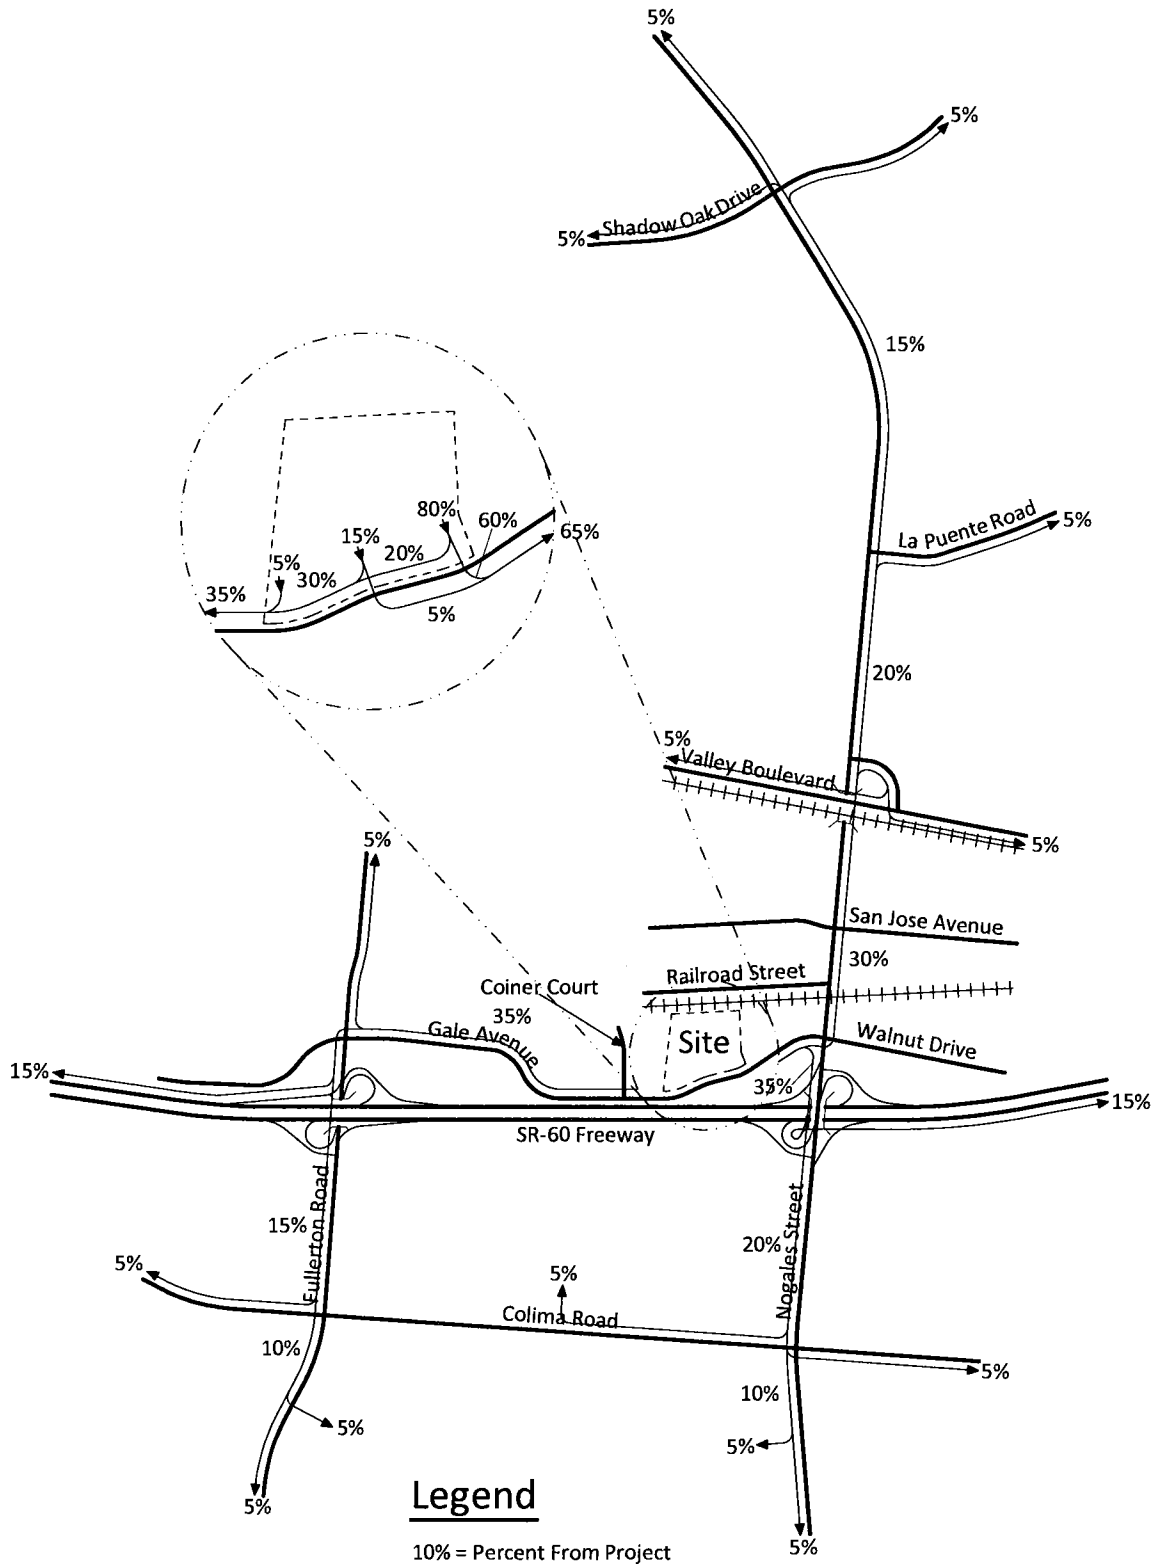 5%
5%
Shadow Oak Drive
5%
15%
80%
60%
La Puente Road
5%
15%
65%
20%
5%
30%
35%
5%
20%
5%
Valley Boulevard
5%
5%
San Jose Avenue
30%
Railroad Street
Coiner Court
35%
Gale Avenue
Site
Walnut Drive
15%
35%
15%
SR-60 Freeway
Fullerton Road
15%
Nogales Street
20%
5%
5%
Colima Road
10%
5%
10%
5%
5%
5%
5%
Legend
10% = Percent From Project